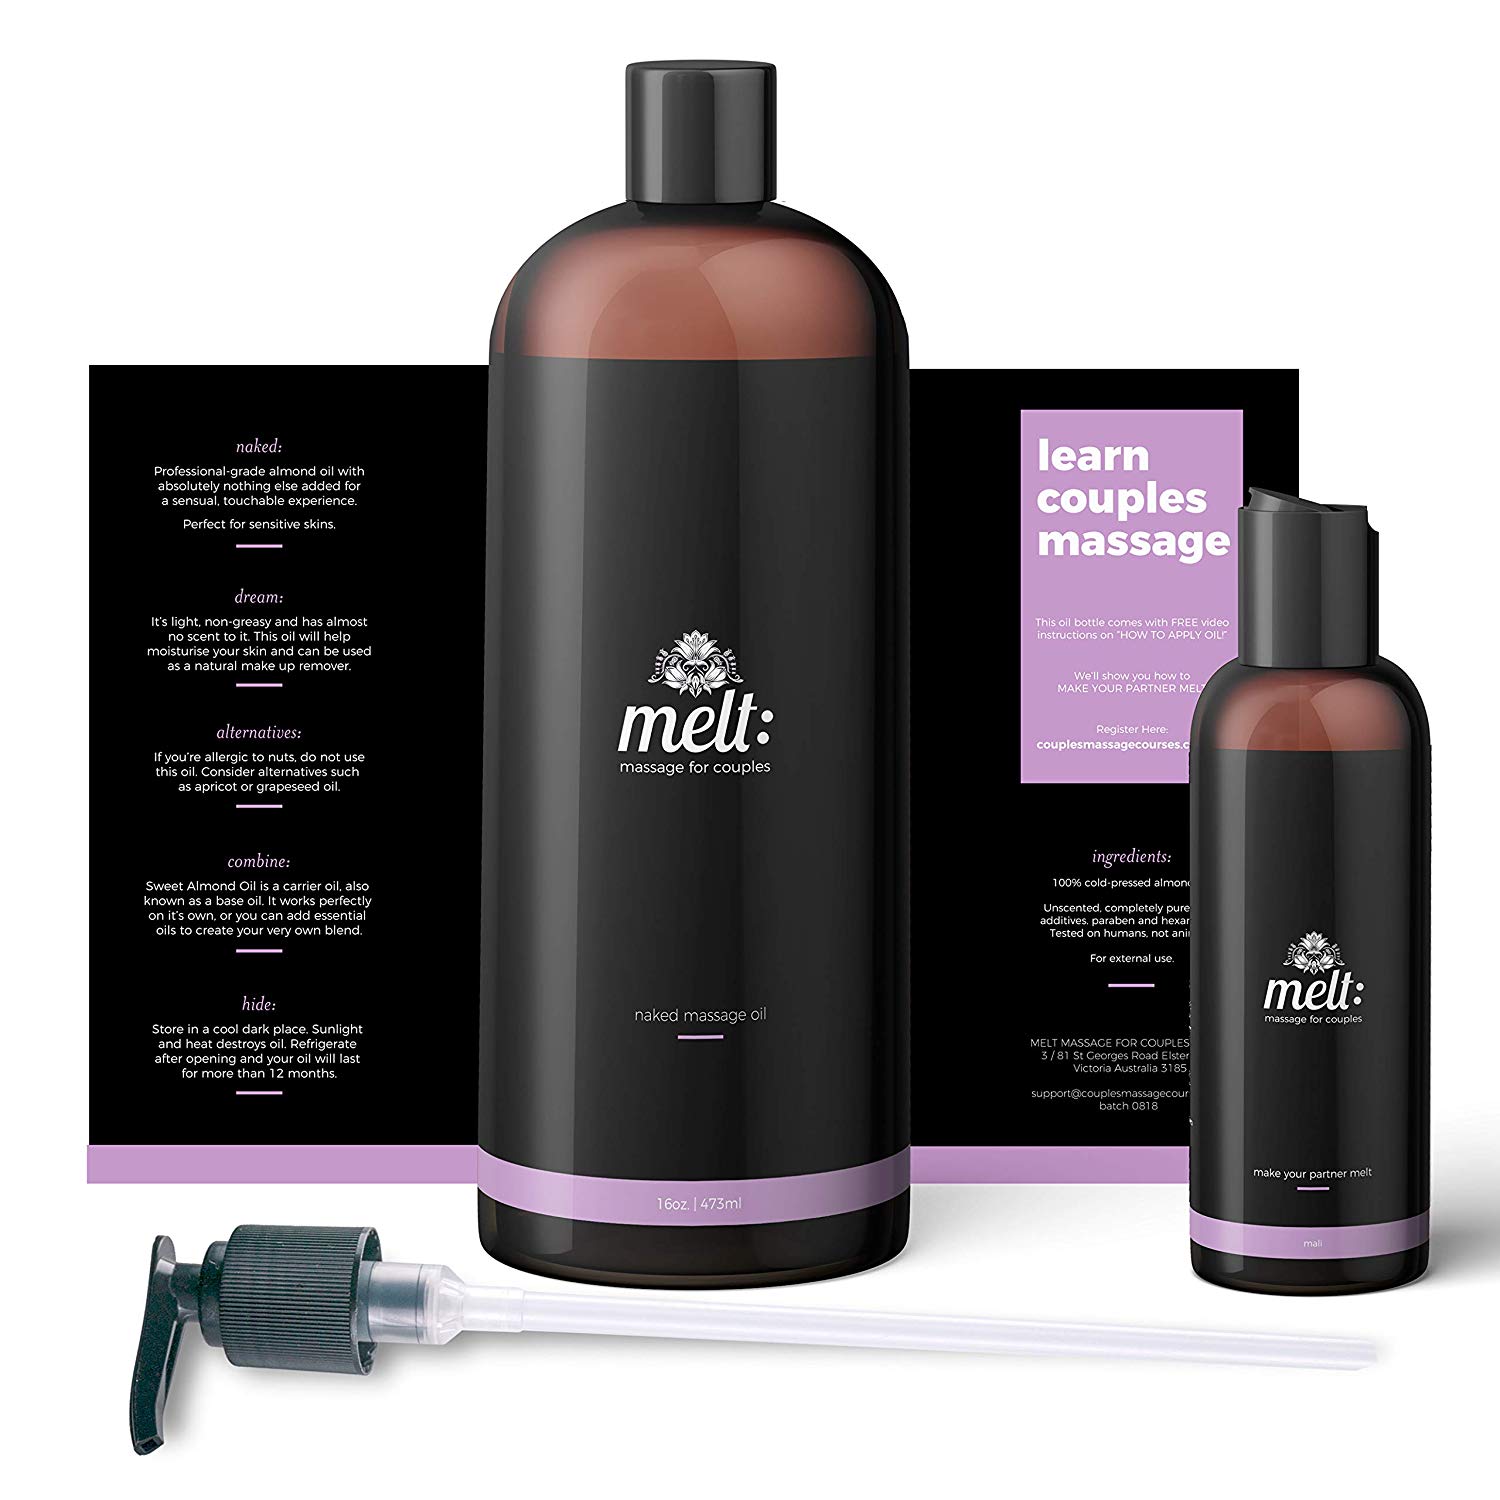 naked:
Professional-grade almond oil with
absolutely nothing else added for
a sensual, touchable experience.
Perfect for sensitive skins.
dream:
It's light, non-greasy and has almost
no scent to it. This oil will help
moisturise your skin and can be used
as a natural make up remover.
alternatives:
If you're allergic to nuts, do not use
this oil. Consider alternatives such
as apricot or grapeseed oil.
combine:
Sweet Almond Oil is a carrier oil, also
known as a base oil. It works perfectly
on it's own, or you can add essential
oils to create your very own blend.
hide:
Store in a cool dark place. Sunlight
and heat destroys oil. Refrigerate
after opening and your oil will last
for more than 12 months.
melt:
massage for couples
naked massage oil
16oz. | 473ml
learn
couples
massage
This oil bottle comes with FREE video
instructions on "HOW TO APPLY OIL!"
We'll show you how to
MAKE YOUR PARTNER MELT
Register Here:
couplesmassagecourses.c
ingredients:
100% cold-pressed almond
Unscented, completely pure
additives, paraben and hexan
Tested on humans, not ani
For external use.
MELT MASSAGE FOR COUPLES
3 / 81 St Georges Road Elster
Victoria Australia 3185
support@couplesmassagecour
batch 0818
melt:
massage for couples
make your partner melt
mali